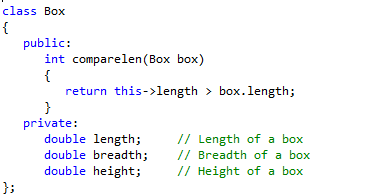 class Box
{
   public:
      int comparelen(Box box)
      {
         return this->length > box.length;
      }
   private:
      double length;     // Length of a box
      double breadth;    // Breadth of a box
      double height;     // Height of a box
};